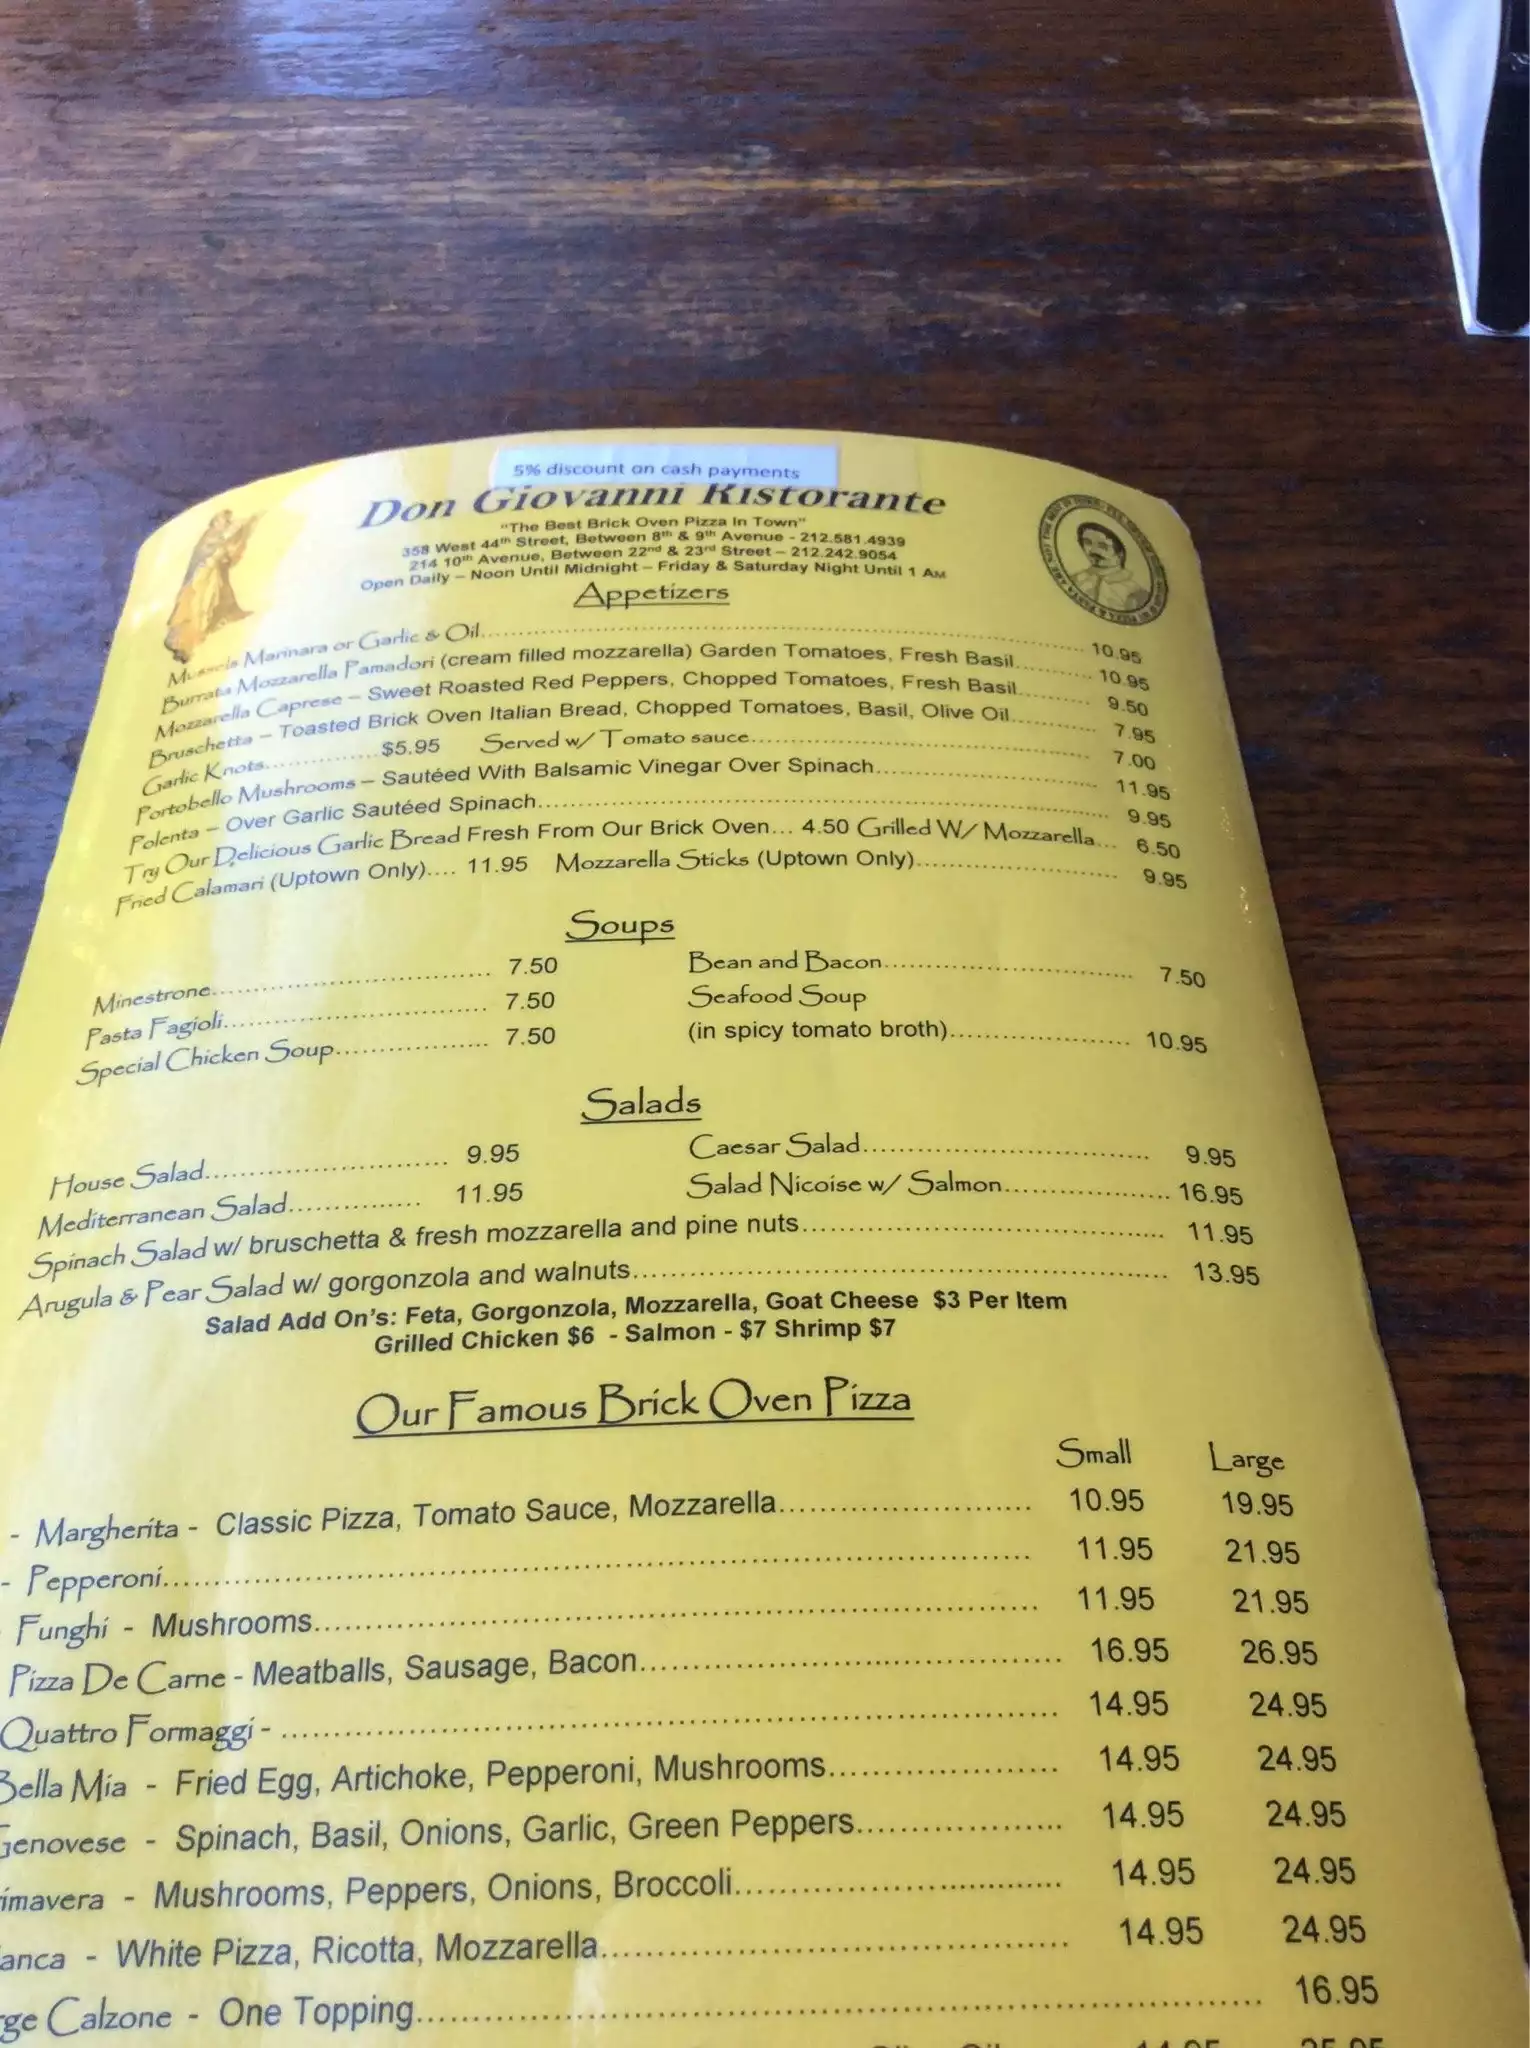 5% discount on cash payments
Don Giovanni Ristorante
"The Best Brick Oven Pizza In Town"
358 West 44th Street, Between 8th & 9th Avenue - 212.581.4939
214 10th Avenue, Between 22nd & 23rd Street – 212.242.9054
Open Daily – Noon Until Midnight – Friday & Saturday Night Until 1 AM
Appetizers
Mussels Marinara or Garlic & Oil 10.95
Burrata Mozzarella Pamadori (cream filled mozzarella) Garden Tomatoes, Fresh Basil 10.95
Mozzarella Caprese – Sweet Roasted Red Peppers, Chopped Tomatoes, Fresh Basil 9.50
Bruschetta – Toasted Brick Oven Italian Bread, Chopped Tomatoes, Basil, Olive Oil 7.95
Garlic Knots $5.95 Served w/ Tomato sauce 7.00
Portobello Mushrooms – Sautéed With Balsamic Vinegar Over Spinach 11.95
Polenta – Over Garlic Sautéed Spinach 9.95
Try Our Delicious Garlic Bread Fresh From Our Brick Oven... 4.50 Grilled W/ Mozzarella... 6.50
Fried Calamari (Uptown Only).... 11.95 Mozzarella Sticks (Uptown Only) 9.95
Soups
Minestrone 7.50 Bean and Bacon 7.50
Pasta Fagioli 7.50 Seafood Soup
Special Chicken Soup 7.50 (in spicy tomato broth) 10.95
Salads
House Salad 9.95 Caesar Salad 9.95
Mediterranean Salad 11.95 Salad Nicoise w/ Salmon 16.95
Spinach Salad w/ bruschetta & fresh mozzarella and pine nuts 11.95
Arugula & Pear Salad w/ gorgonzola and walnuts 13.95
Salad Add On's: Feta, Gorgonzola, Mozzarella, Goat Cheese $3 Per Item
Grilled Chicken $6 - Salmon - $7 Shrimp $7
Our Famous Brick Oven Pizza
Small Large
- Margherita - Classic Pizza, Tomato Sauce, Mozzarella 10.95 19.95
- Pepperoni 11.95 21.95
- Funghi - Mushrooms 11.95 21.95
Pizza De Carne - Meatballs, Sausage, Bacon 16.95 26.95
Quattro Formaggi - 14.95 24.95
Bella Mia - Fried Egg, Artichoke, Pepperoni, Mushrooms 14.95 24.95
Genovese - Spinach, Basil, Onions, Garlic, Green Peppers 14.95 24.95
imavera - Mushrooms, Peppers, Onions, Broccoli 14.95 24.95
anca - White Pizza, Ricotta, Mozzarella 14.95 24.95
rge Calzone - One Topping 16.95